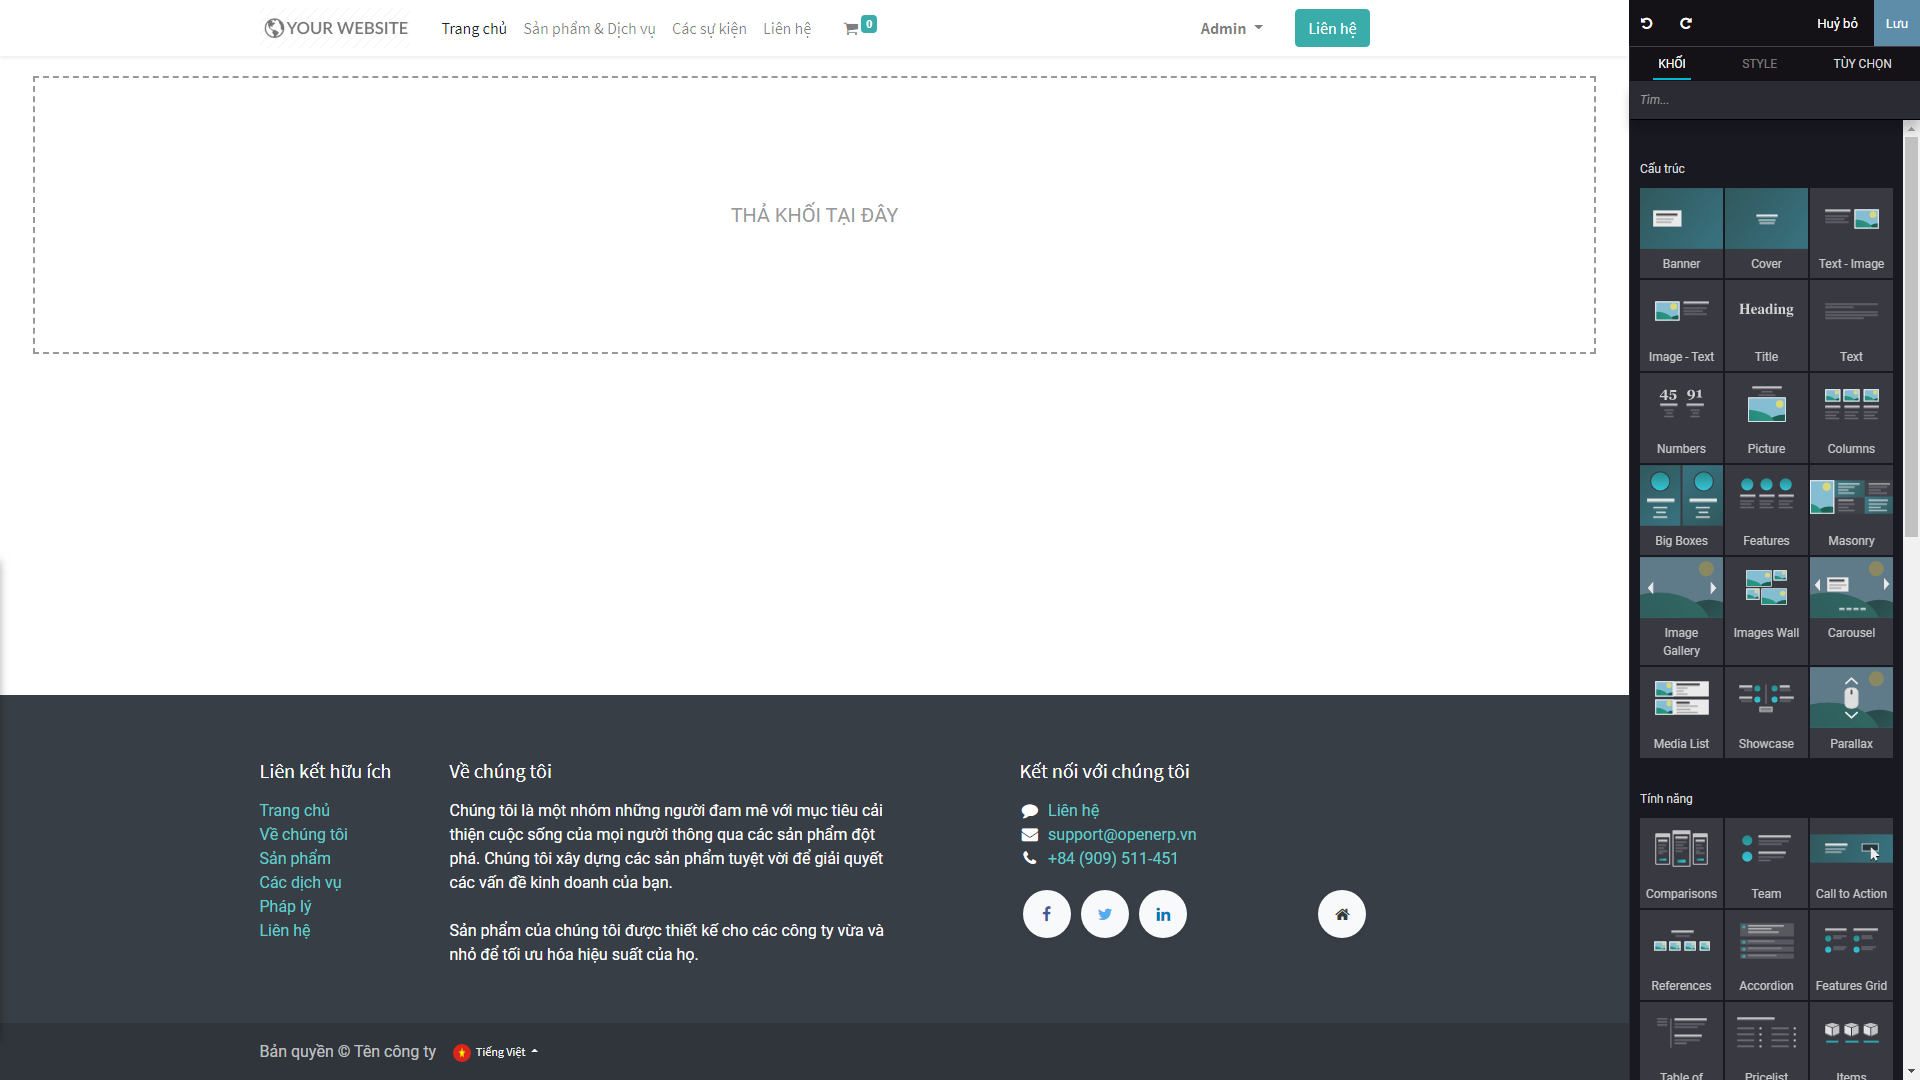 YOUR WEBSITE
Trang chủ
Sản phẩm & Dịch vụ
Các sự kiện
Liên hệ
0
Admin
Liên hệ
Huỷ bỏ
Lưu
KHỐI
STYLE
TÙY CHỌN
Tìm...
THẢ KHỐI TẠI ĐÂY
Cấu trúc
Banner
Cover
Text - Image
Heading
Image - Text
Title
Text
45 91
Numbers
Picture
Columns
Big Boxes
Features
Masonry
Image
Gallery
Images Wall
Carousel
Media List
Showcase
Parallax
Tính năng
Comparisons
Team
Call to Action
References
Accordion
Features Grid
Table of
Pricelist
Items
Liên kết hữu ích
Trang chủ
Về chúng tôi
Sản phẩm
Các dịch vụ
Pháp lý
Liên hệ
Về chúng tôi
Chúng tôi là một nhóm những người đam mê với mục tiêu cải
thiện cuộc sống của mọi người thông qua các sản phẩm đột
phá. Chúng tôi xây dựng các sản phẩm tuyệt vời để giải quyết
các vấn đề kinh doanh của bạn.
Sản phẩm của chúng tôi được thiết kế cho các công ty vừa và
nhỏ để tối ưu hóa hiệu suất của họ.
Kết nối với chúng tôi
Liên hệ
support@openerp.vn
+84 (909) 511-451
Bản quyền © Tên công ty
Tiếng Việt